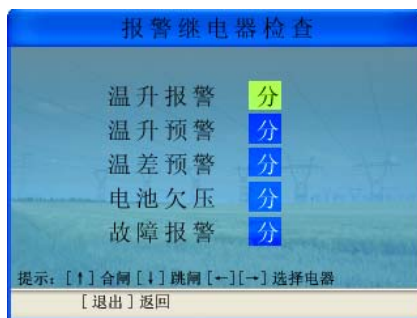 报警继电器检查
温升报警 分
温升预警 分
温差预警 分
电池欠压 分
故障报警 分
提示:[↑]合闸[↓]跳闸[←][→]选择电器
[退出]返回